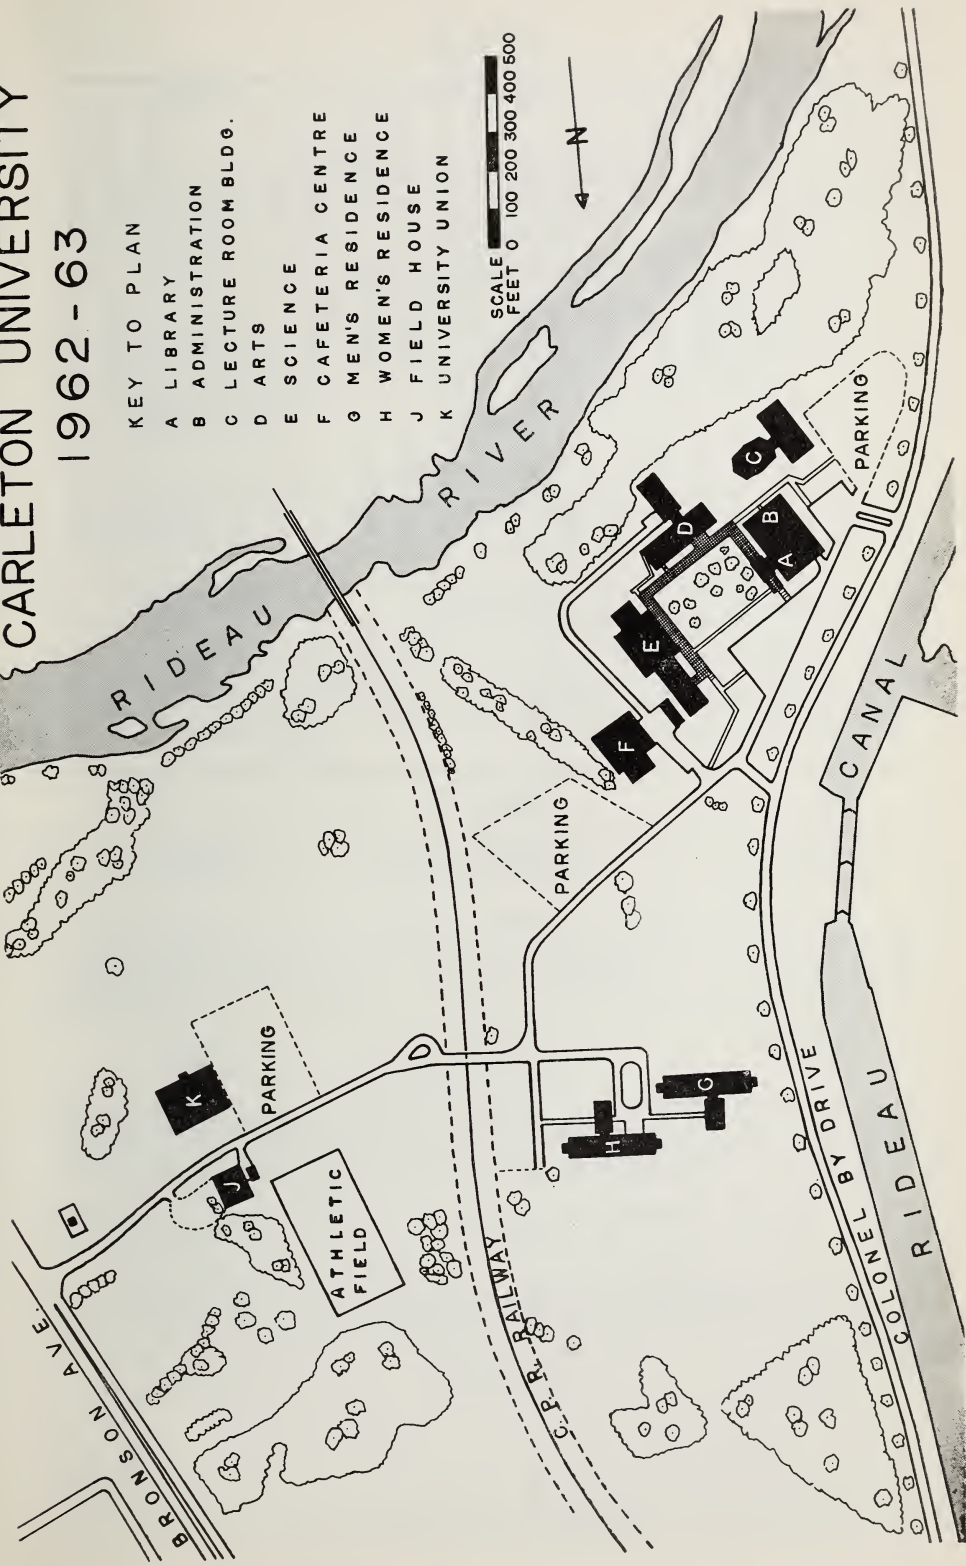 CARLETON UNIVERSITY
1962-63
KEY TO PLAN
A LIBRARY
B ADMINISTRATION
C LECTURE ROOM BLDG.
D ARTS
E SCIENCE
F CAFETERIA CENTRE
G MEN'S RESIDENCE
H WOMEN'S RESIDENCE
J FIELD HOUSE
K UNIVERSITY UNION
SCALE
FEET 0 100 200 300 400 500
N
RIDEAU RIVER
BRONSON AVE.
K
PARKING
J
ATHLETIC
FIELD
C. P. R. RAILWAY
PARKING
F
E
D
C
B
A
PARKING
H
G
COLONEL BY DRIVE
RIDEAU CANAL